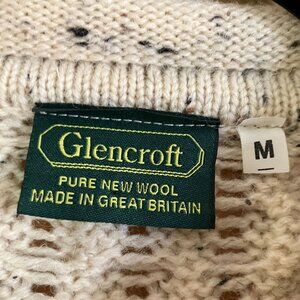 Glencroft
PURE NEW WOOL
MADE IN GREAT BRITAIN
M